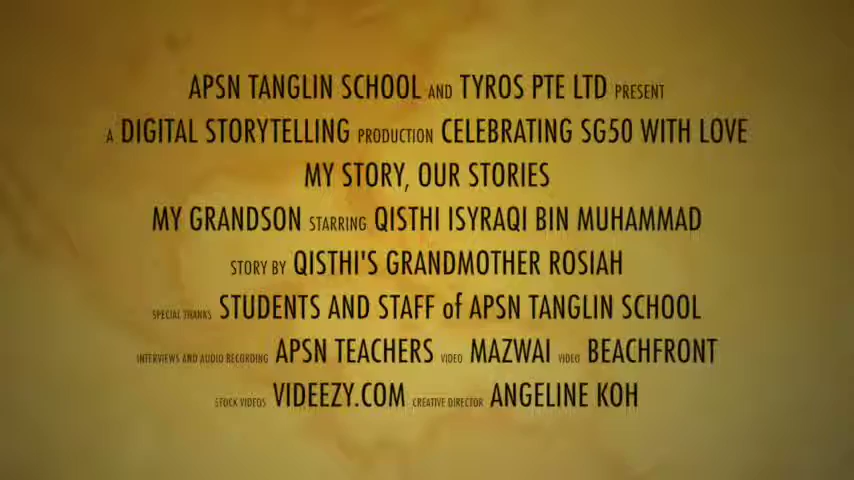 APSN TANGLIN SCHOOL AND TYROS PTE LTD PRESENT
A DIGITAL STORYTELLING PRODUCTION CELEBRATING SG50 WITH LOVE
MY STORY, OUR STORIES
MY GRANDSON STARRING QISTHI ISYRAQI BIN MUHAMMAD
STORY BY QISTHI'S GRANDMOTHER ROSIAH
SPECIAL THANKS STUDENTS AND STAFF of APSN TANGLIN SCHOOL
INTERVIEWS AND AUDIO RECORDING APSN TEACHERS VIDEO MAZWAI VIDEO BEACHFRONT
STOCK VIDEOS VIDEEZY.COM CREATIVE DIRECTOR ANGELINE KOH